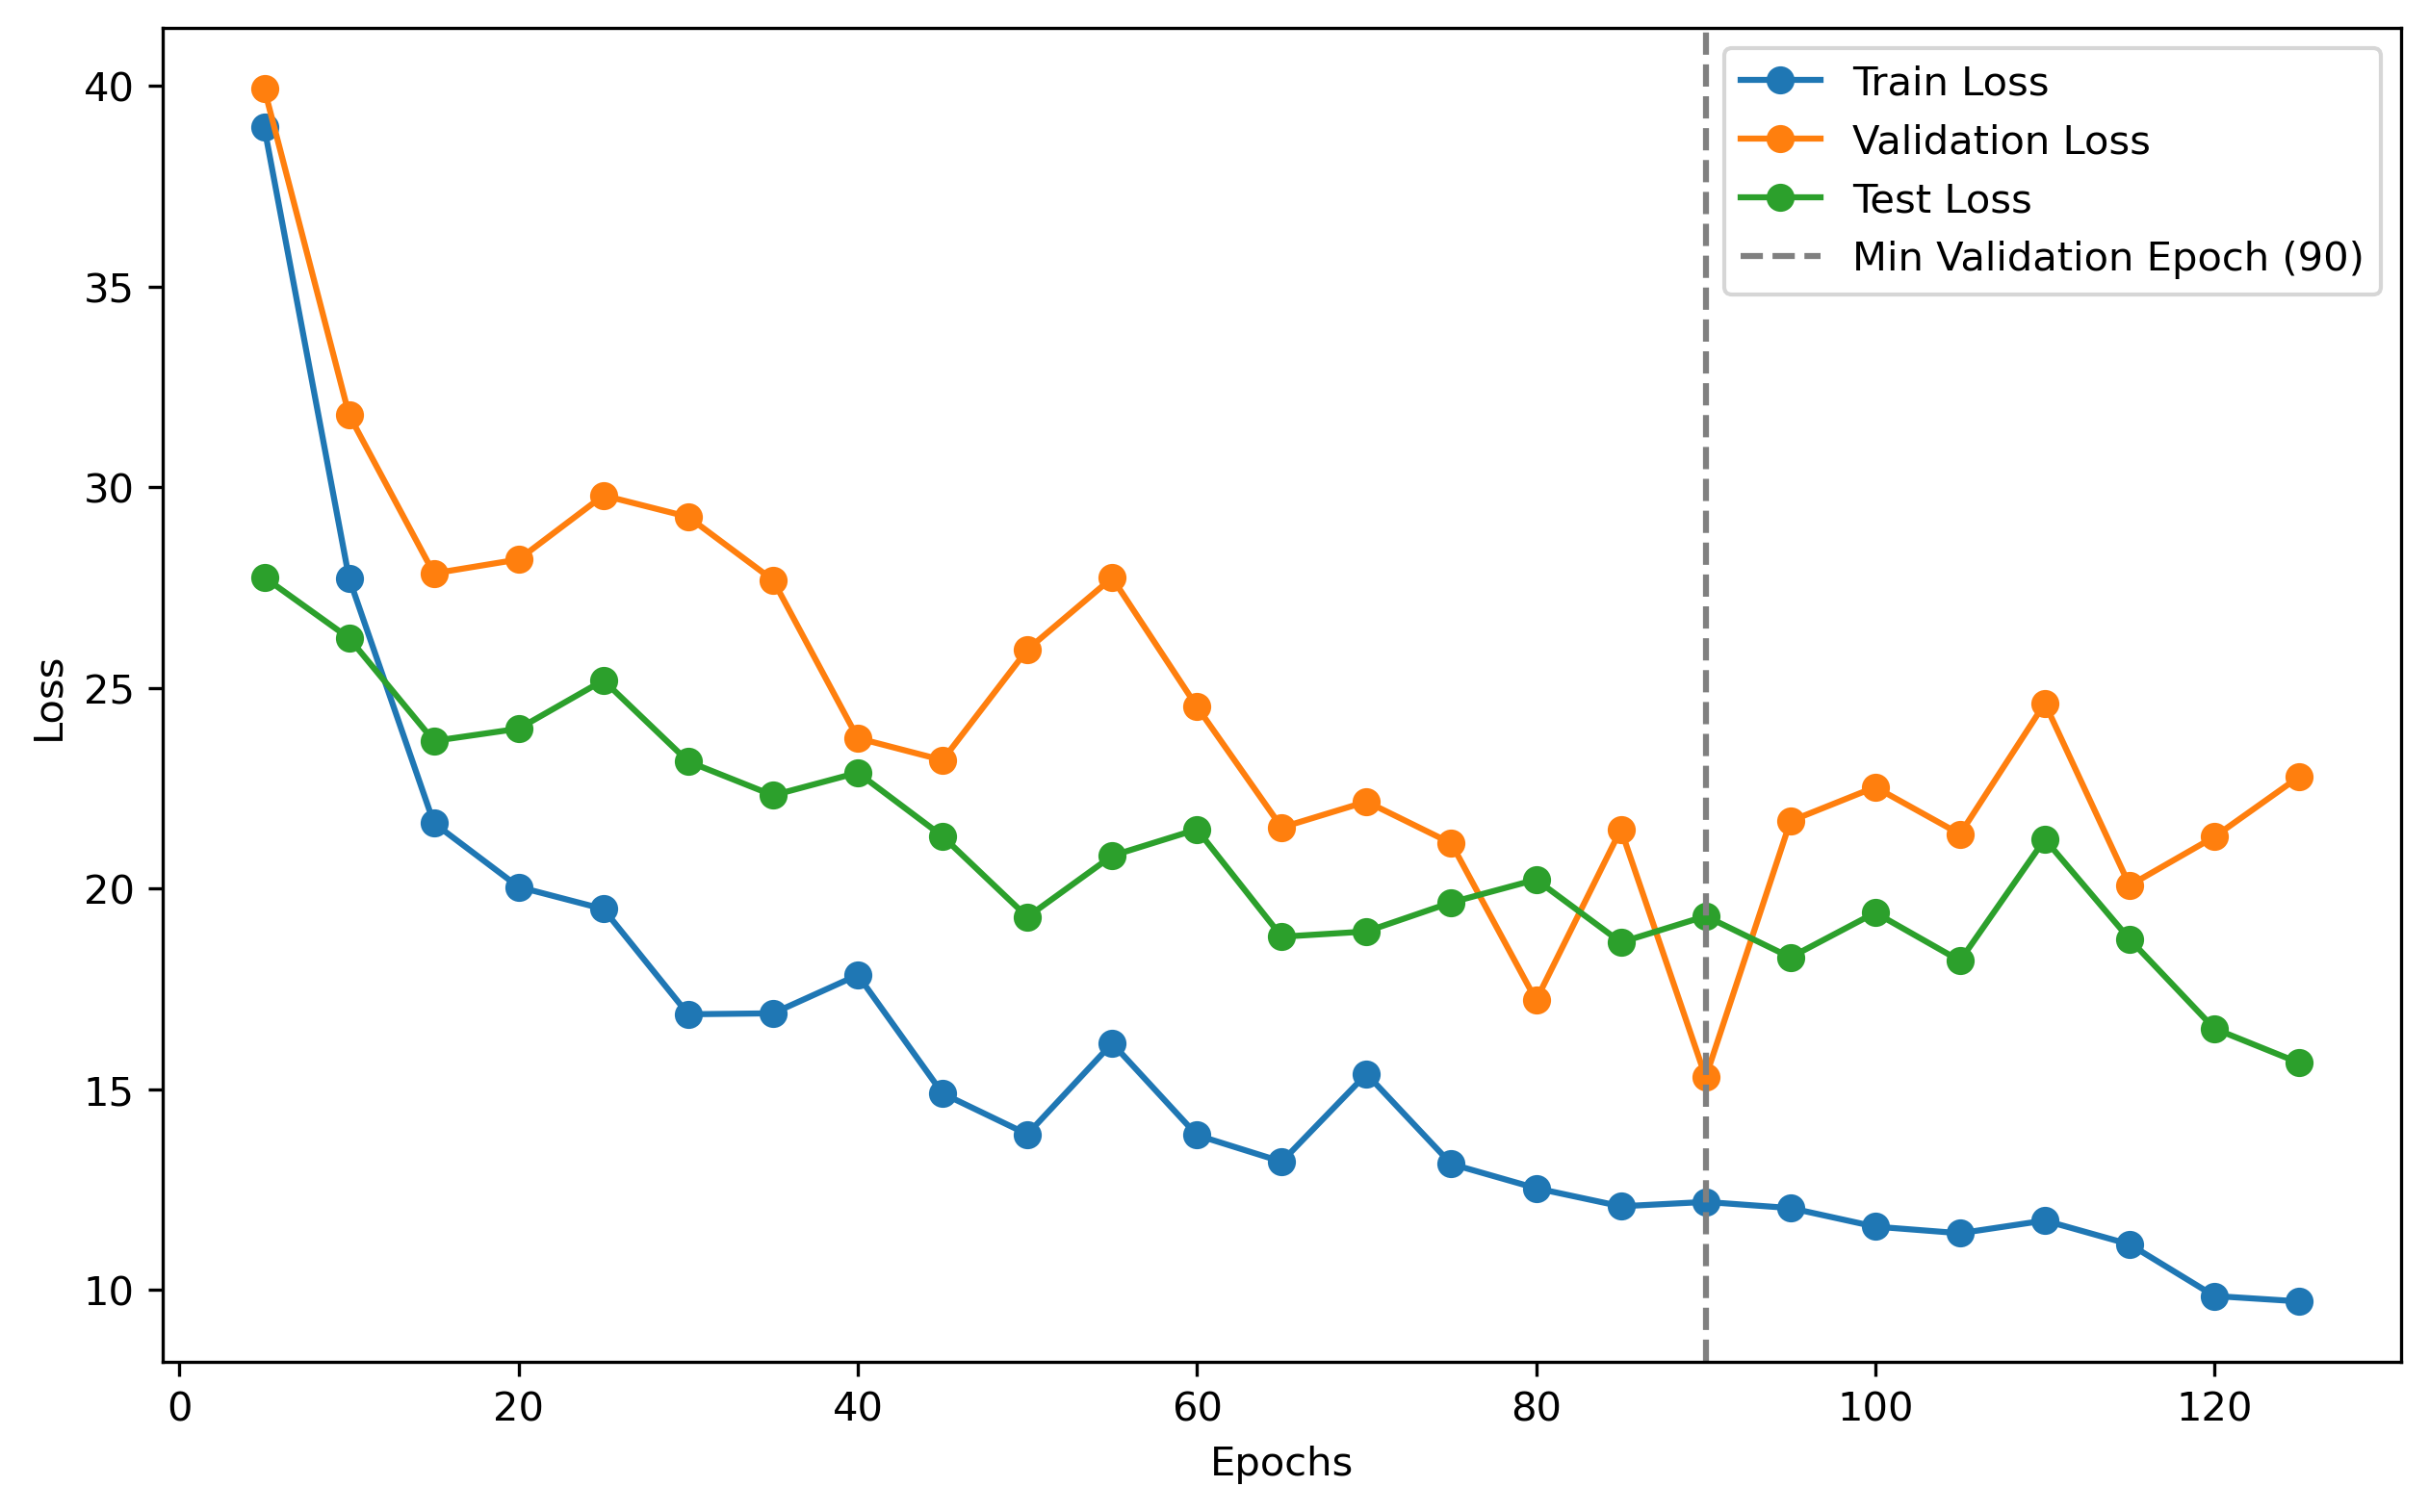 Train Loss
Validation Loss
Test Loss
Min Validation Epoch (90)
Loss
40
35
30
25
20
15
10
0 20 40 60 80 100 120
Epochs